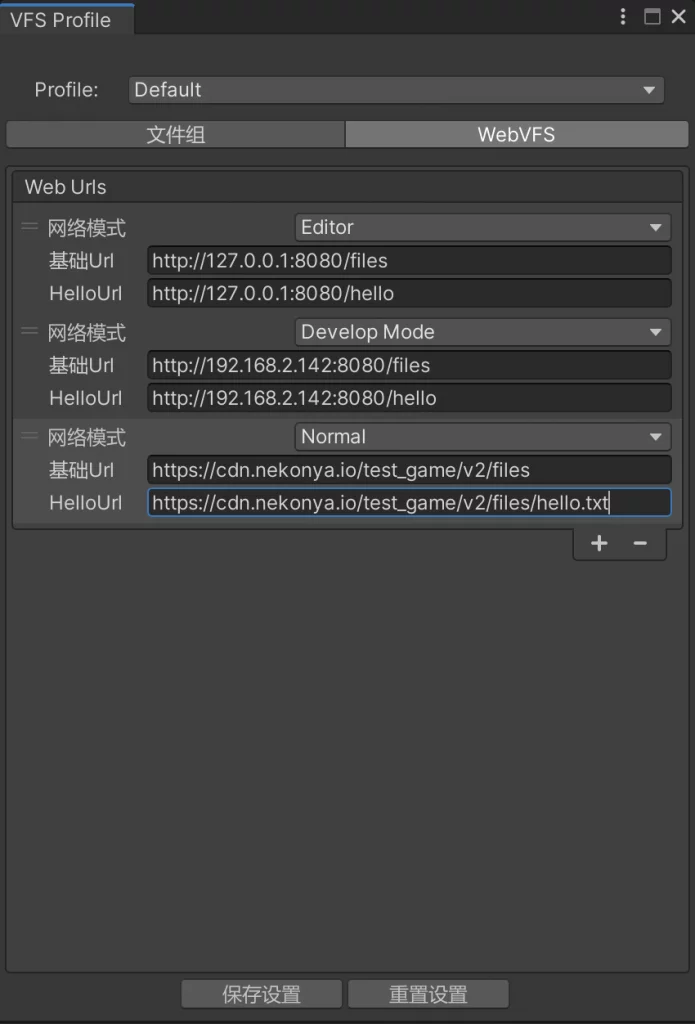 VFS Profile
Profile: Default
文件组 WebVFS
Web Urls
网络模式 Editor
基础Url http://127.0.0.1:8080/files
HelloUrl http://127.0.0.1:8080/hello
网络模式 Develop Mode
基础Url http://192.168.2.142:8080/files
HelloUrl http://192.168.2.142:8080/hello
网络模式 Normal
基础Url https://cdn.nekonya.io/test_game/v2/files
HelloUrl https://cdn.nekonya.io/test_game/v2/files/hello.txt
保存设置 重置设置